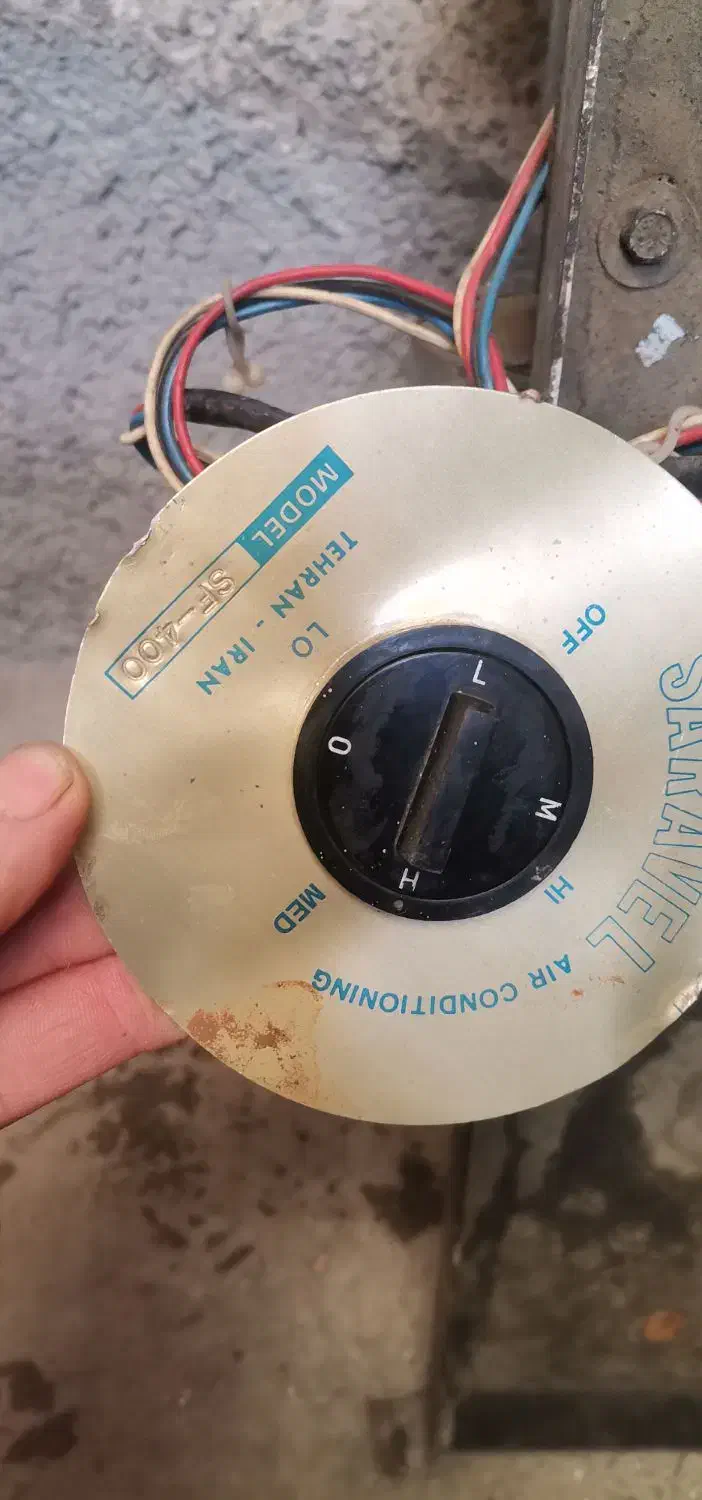 SARAVEL
AIR CONDITIONING
OFF
HI
MED
LO
L
M
H
O
TEHRAN - IRAN
MODEL SF-400